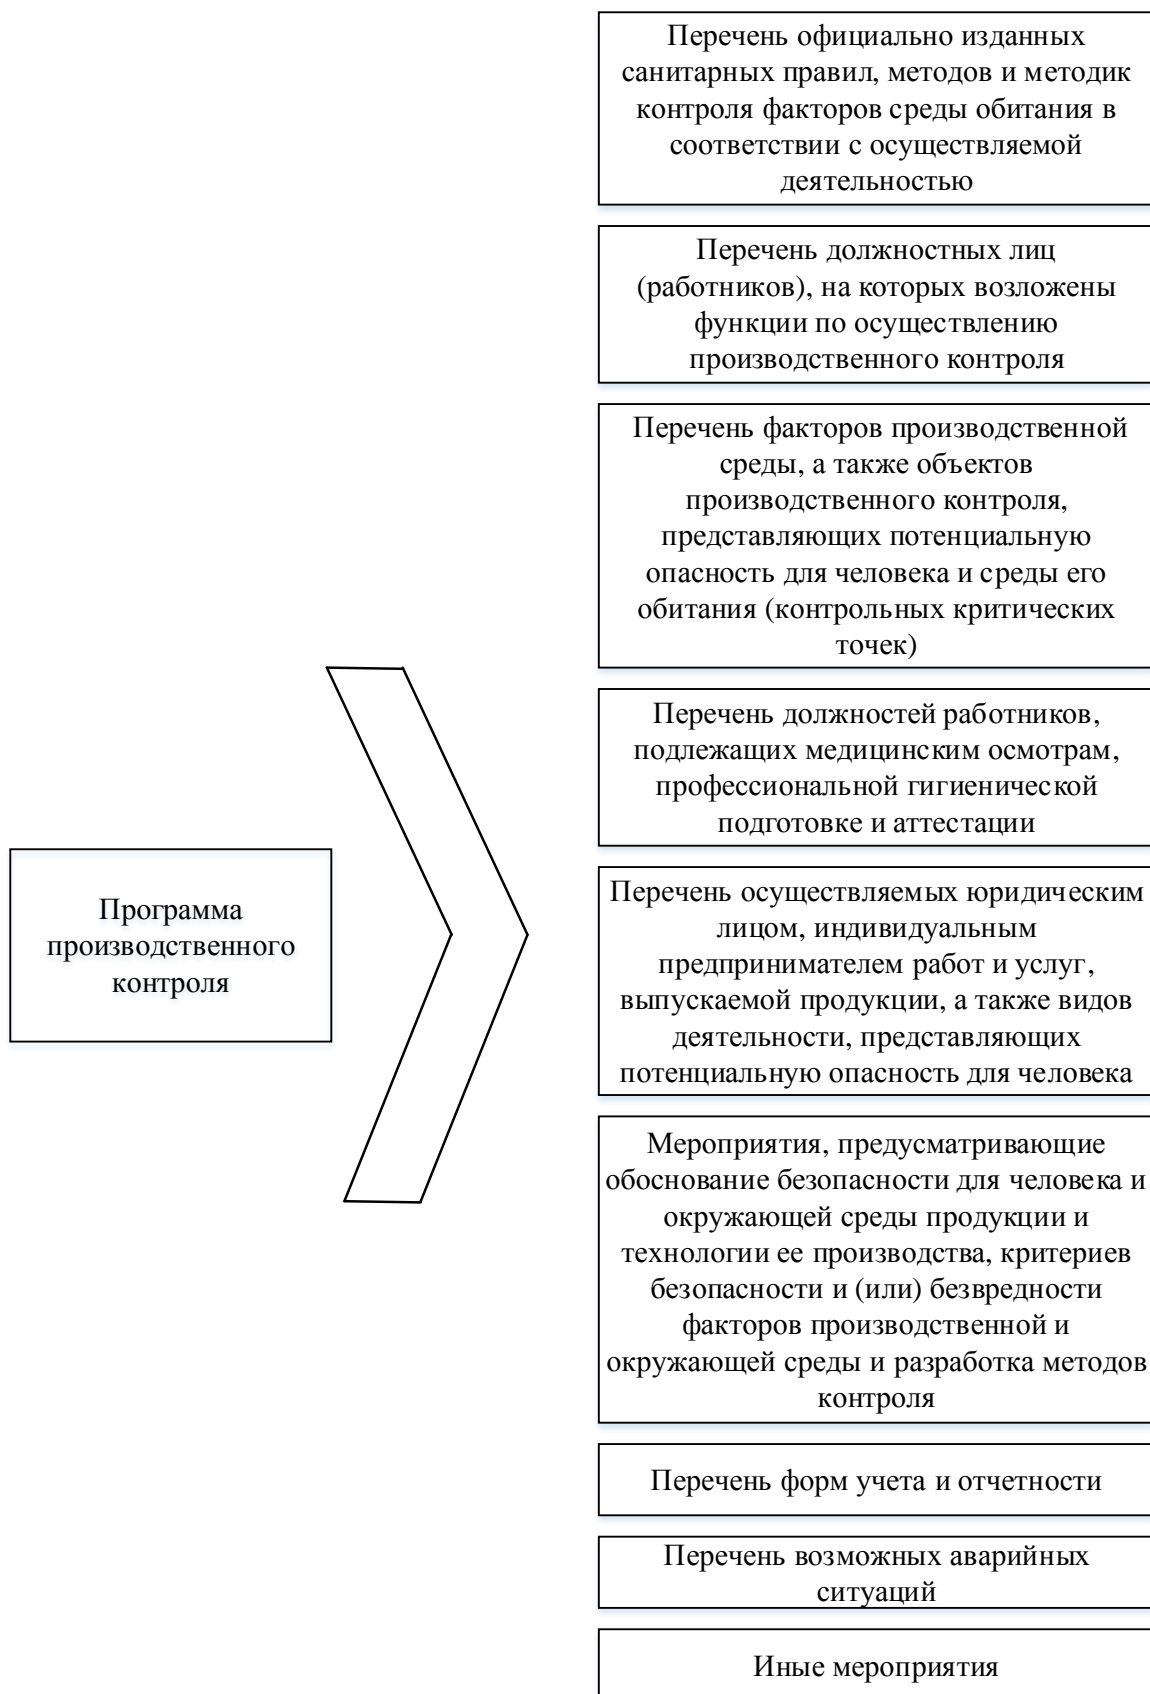 Перечень официально изданных
санитарных правил, методов и методик
контроля факторов среды обитания в
соответствии с осуществляемой
деятельностью
Перечень должностных лиц
(работников), на которых возложены
функции по осуществлению
производственного контроля
Перечень факторов производственной
среды, а также объектов
производственного контроля,
представляющих потенциальную
опасность для человека и среды его
обитания (контрольных критических
точек)
Перечень должностей работников,
подлежащих медицинским осмотрам,
профессиональной гигиенической
подготовке и аттестации
Программа
производственного
контроля
Перечень осуществляемых юридическим
лицом, индивидуальным
предпринимателем работ и услуг,
выпускаемой продукции, а также видов
деятельности, представляющих
потенциальную опасность для человека
Мероприятия, предусматривающие
обоснование безопасности для человека и
окружающей среды продукции и
технологии ее производства, критериев
безопасности и (или) безвредности
факторов производственной и
окружающей среды и разработка методов
контроля
Перечень форм учета и отчетности
Перечень возможных аварийных
ситуаций
Иные мероприятия